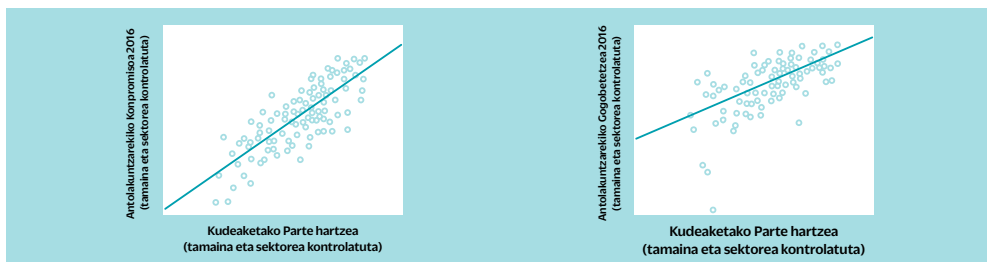 Antolakuntzarekiko Konpromisoa 2016
(tamaina eta sektorea kontrolatuta)
Kudeaketako Parte hartzea
(tamaina eta sektorea kontrolatuta)
Antolakuntzarekiko Gogobetetzea 2016
(tamaina eta sektorea kontrolatuta)
Kudeaketako Parte hartzea
(tamaina eta sektorea kontrolatuta)